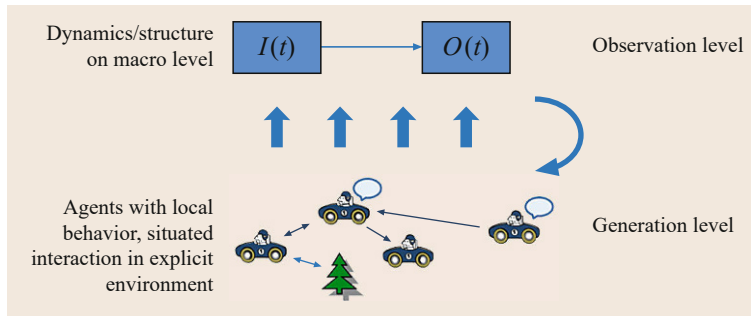 Dynamics/structure
on macro level
I(t)
O(t)
Observation level
Agents with local
behavior, situated
interaction in explicit
environment
Generation level